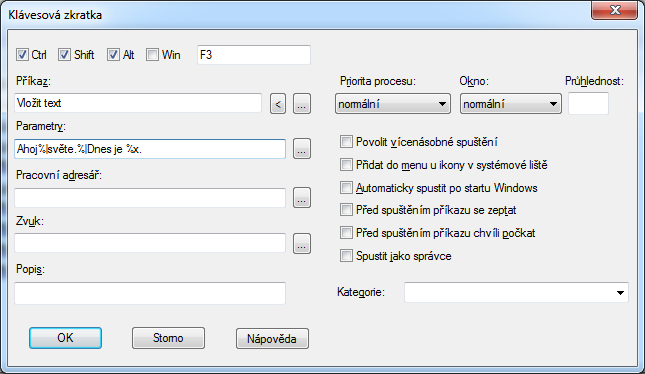 Klávesová zkratka
Ctrl Shift Alt Win F3
Příkaz: Priorita procesu: Okno: Průhlednost:
Vložit text < ... normální normální
Parametry:
Ahoj%|světe.%|Dnes je %x. ...
Povolit vícenásobné spuštění
Přidat do menu u ikony v systémové liště
Pracovní adresář:
Automaticky spustit po startu Windows
...
Před spuštěním příkazu se zeptat
Zvuk:
Před spuštěním příkazu chvíli počkat
...
Spustit jako správce
Popis:
Kategorie:
OK Storno Nápověda